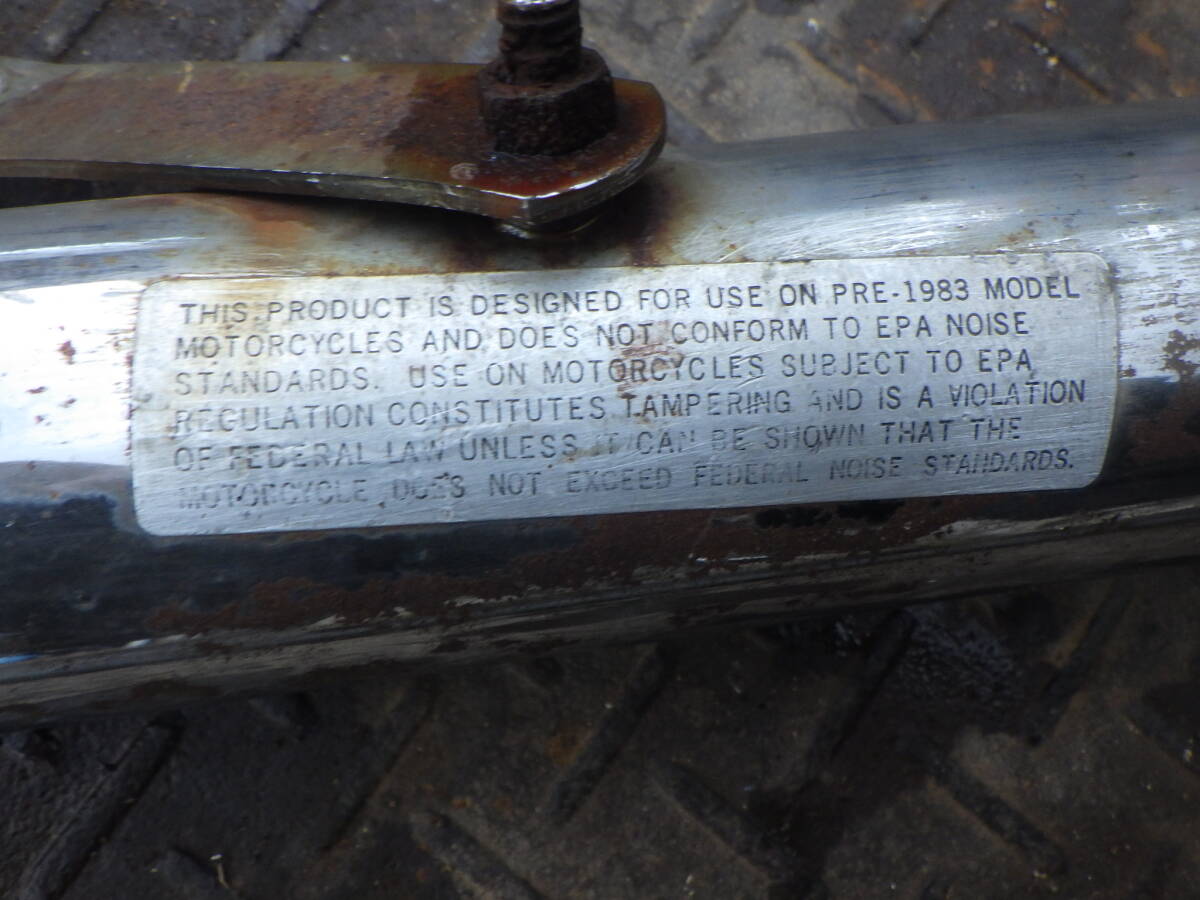 THIS PRODUCT IS DESIGNED FOR USE ON PRE-1983 MODEL
MOTORCYCLES AND DOES NOT CONFORM TO EPA NOISE
STANDARDS. USE ON MOTORCYCLES SUBJECT TO EPA
REGULATION CONSTITUTES TAMPERING AND IS A VIOLATION
OF FEDERAL LAW UNLESS IT CAN BE SHOWN THAT THE
MOTORCYCLE DOES NOT EXCEED FEDERAL NOISE STANDARDS.